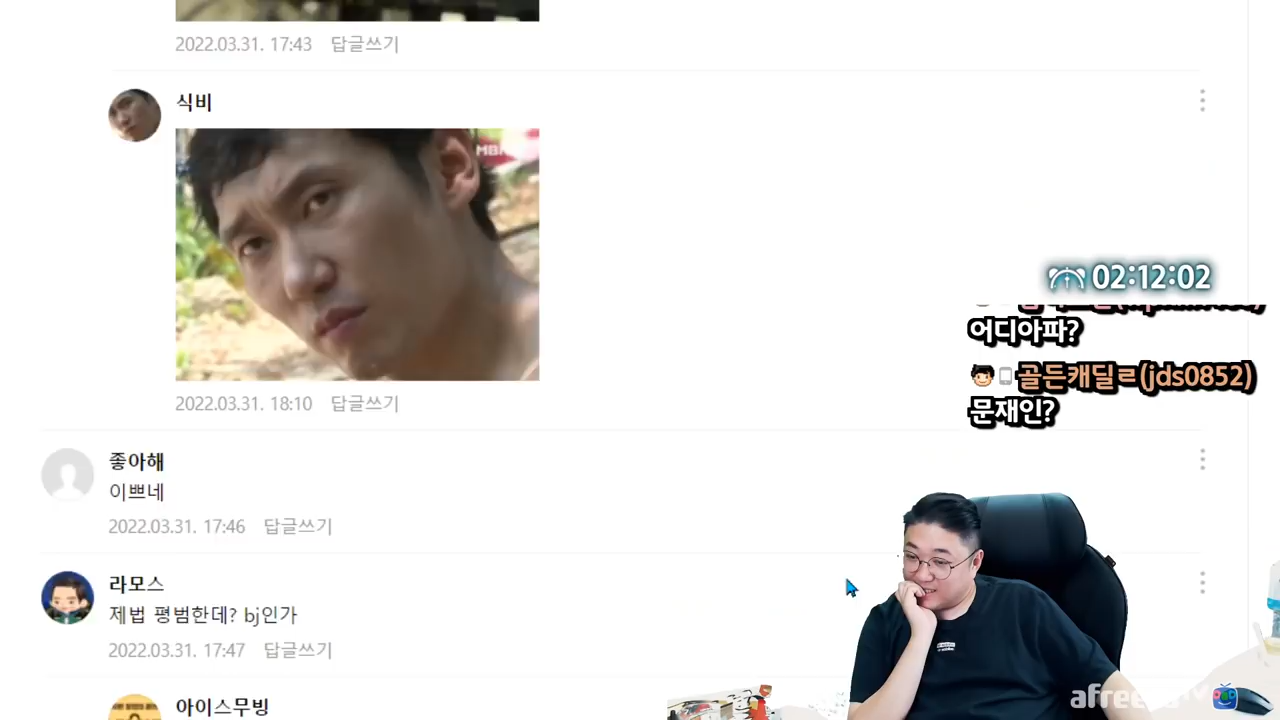 2022.03.31. 17:43 답글쓰기
식비
MBN
2022.03.31. 18:10 답글쓰기
좋아해
이쁘네
2022.03.31. 17:46 답글쓰기
라모스
제법 평범한데? bj인가
2022.03.31. 17:47 답글쓰기
아이스무빙
02:12:02
어디아파?
골든캐딜ㄹ(jds0852)
문재인?